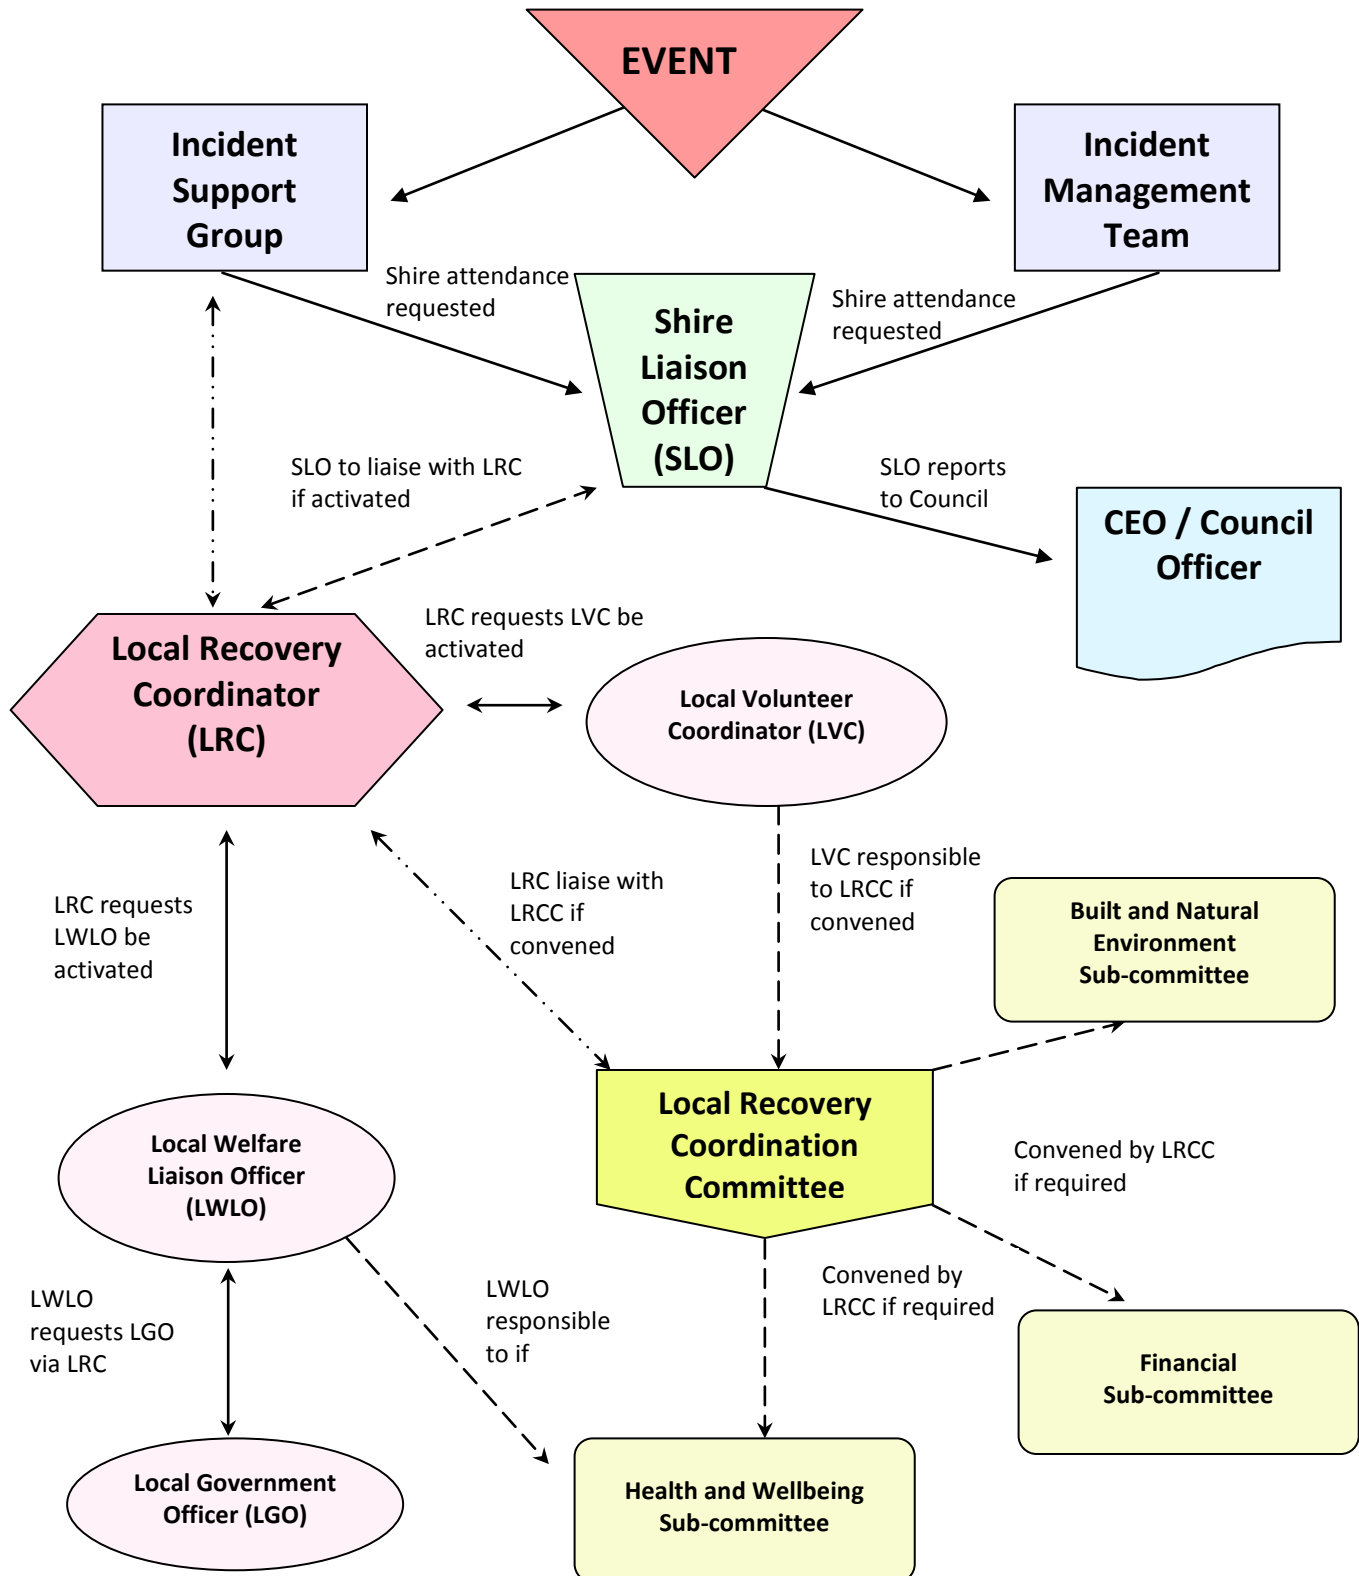 EVENT
Incident
Support
Group
Incident
Management
Team
Shire attendance
requested
Shire attendance
requested
Shire
Liaison
Officer
(SLO)
SLO to liaise with LRC
if activated
SLO reports
to Council
CEO / Council
Officer
Local Recovery
Coordinator
(LRC)
LRC requests LVC be
activated
Local Volunteer
Coordinator (LVC)
LRC requests
LWLO be
activated
LRC liaise with
LRCC if
convened
LVC responsible
to LRCC if
convened
Built and Natural
Environment
Sub-committee
Local Recovery
Coordination
Committee
Convened by LRCC
if required
Local Welfare
Liaison Officer
(LWLO)
LWLO
requests LGO
via LRC
LWLO
responsible
to if
Convened by
LRCC if required
Financial
Sub-committee
Local Government
Officer (LGO)
Health and Wellbeing
Sub-committee